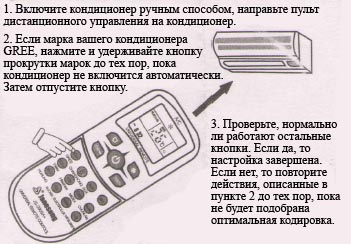 1. Включите кондиционер ручным способом, направьте пульт
дистанционного управления на кондиционер.
2. Если марка вашего кондиционера
GREE, нажмите и удерживайте кнопку
прокрутки марок до тех пор, пока
кондиционер не включится автоматически.
Затем отпустите кнопку.
3. Проверьте, нормально
ли работают остальные
кнопки. Если да, то
настройка завершена.
Если нет, то повторите
действия, описанные в
пункте 2 до тех пор, пока
не будет подобрана
оптимальная кодировка.